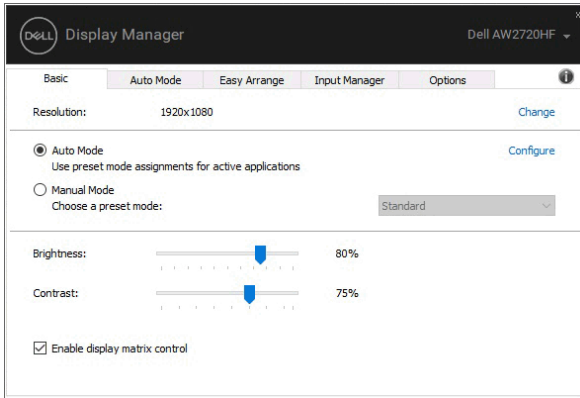 DELL Display Manager Dell AW2720HF
Basic Auto Mode Easy Arrange Input Manager Options
Resolution: 1920x1080 Change
Auto Mode Configure
Use preset mode assignments for active applications
Manual Mode
Choose a preset mode: Standard
Brightness: 80%
Contrast: 75%
Enable display matrix control